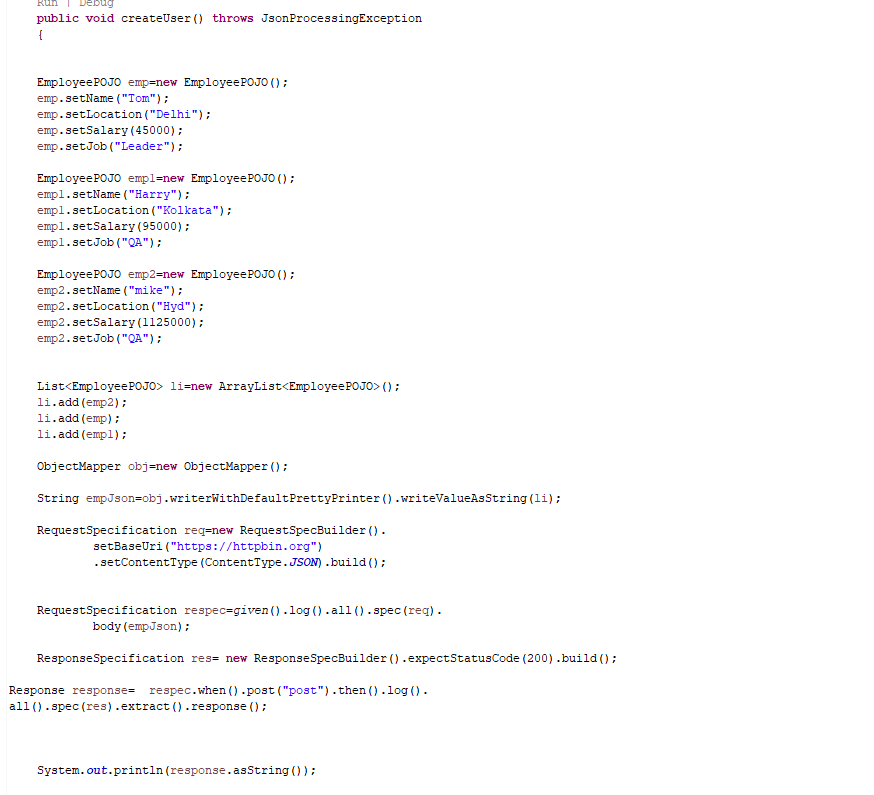 Run | Debug
public void createUser() throws JsonProcessingException
{
EmployeePOJO emp=new EmployeePOJO();
emp.setName("Tom");
emp.setLocation("Delhi");
emp.setSalary(45000);
emp.setJob("Leader");
EmployeePOJO emp1=new EmployeePOJO();
emp1.setName("Harry");
emp1.setLocation("Kolkata");
emp1.setSalary(95000);
emp1.setJob("QA");
EmployeePOJO emp2=new EmployeePOJO();
emp2.setName("mike");
emp2.setLocation("Hyd");
emp2.setSalary(1125000);
emp2.setJob("QA");
List<EmployeePOJO> li=new ArrayList<EmployeePOJO>();
li.add(emp2);
li.add(emp);
li.add(emp1);
ObjectMapper obj=new ObjectMapper();
String empJson=obj.writerWithDefaultPrettyPrinter().writeValueAsString(li);
RequestSpecification req=new RequestSpecBuilder().
setBaseUri("https://httpbin.org")
.setContentType(ContentType.JSON).build();
RequestSpecification respec=given().log().all().spec(req).
body(empJson);
ResponseSpecification res= new ResponseSpecBuilder().expectStatusCode(200).build();
Response response=  respec.when().post("post").then().log().
all().spec(res).extract().response();
System.out.println(response.asString());